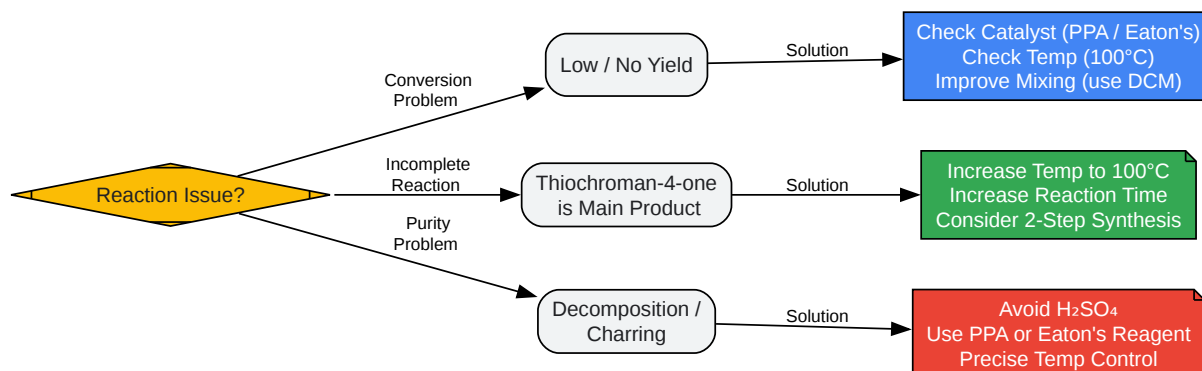 Reaction Issue?
Conversion
Problem
Low / No Yield
Solution
Check Catalyst (PPA / Eaton's)
Check Temp (100°C)
Improve Mixing (use DCM)
Incomplete
Reaction
Thiochroman-4-one
is Main Product
Solution
Increase Temp to 100°C
Increase Reaction Time
Consider 2-Step Synthesis
Purity
Problem
Decomposition /
Charring
Solution
Avoid H₂SO₄
Use PPA or Eaton's Reagent
Precise Temp Control